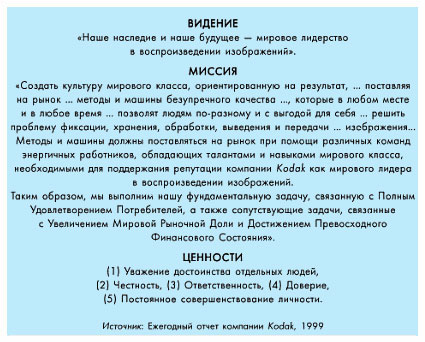 ВИДЕНИЕ
«Наше наследие и наше будущее — мировое лидерство
в воспроизведении изображений».
МИССИЯ
«Создать культуру мирового класса, ориентированную на результат, ... поставляя
на рынок ... методы и машины безупречного качества ..., которые в любом месте
и в любое время ... позволят людям по-разному и с выгодой для себя ... решить
проблему фиксации, хранения, обработки, выведения и передачи ... изображения...
Методы и машины должны поставляться на рынок при помощи различных команд
энергичных работников, обладающих талантами и навыками мирового класса,
необходимыми для поддержания репутации компании Kodak как мирового лидера
в воспроизведении изображений.
Таким образом, мы выполним нашу фундаментальную задачу, связанную с Полным
Удовлетворением Потребителей, а также сопутствующие задачи, связанные
с Увеличением Мировой Рыночной Доли и Достижением Превосходного
Финансового Состояния».
ЦЕННОСТИ
(1) Уважение достоинства отдельных людей,
(2) Честность, (3) Ответственность, (4) Доверие,
(5) Постоянное совершенствование личности.
Источник: Ежегодный отчет компании Kodak, 1999